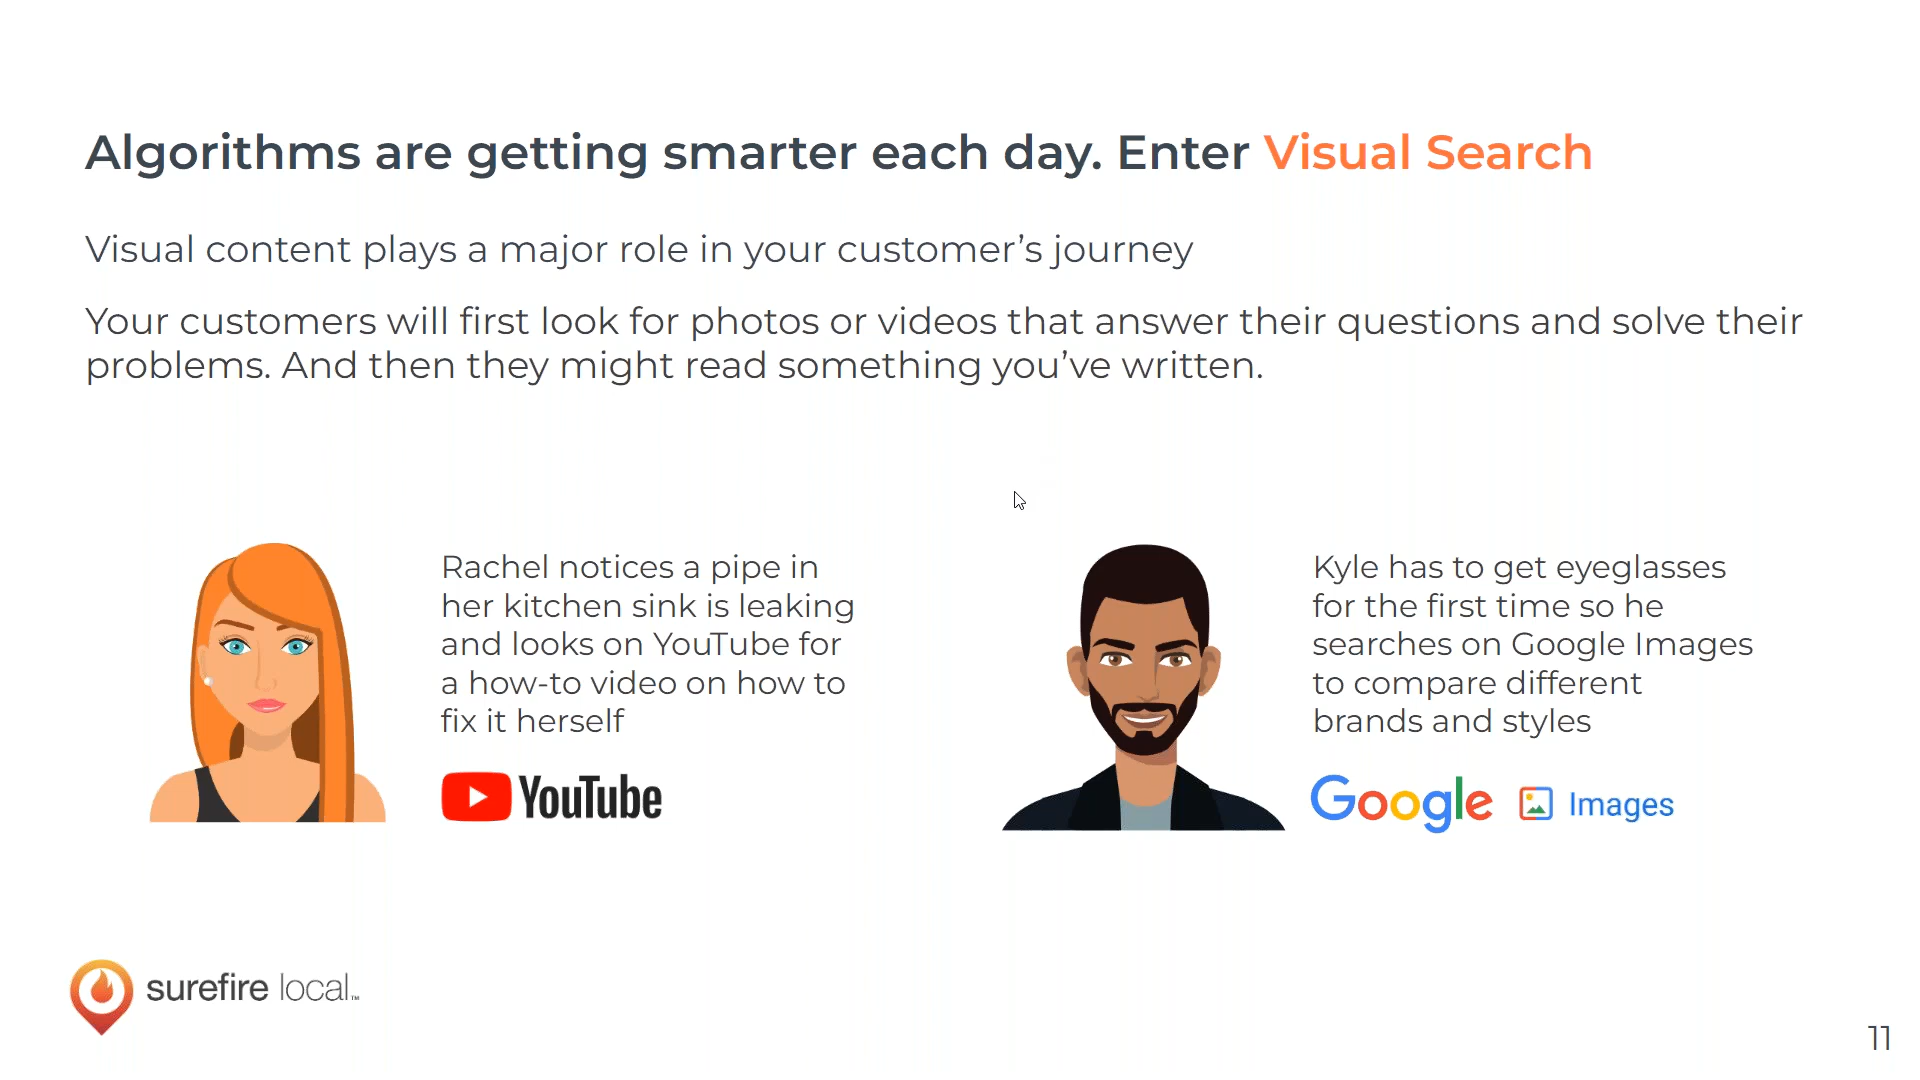 Algorithms are getting smarter each day. Enter Visual Search
Visual content plays a major role in your customer’s journey
Your customers will first look for photos or videos that answer their questions and solve their
problems. And then they might read something you’ve written.
Rachel notices a pipe in
her kitchen sink is leaking
and looks on YouTube for
a how-to video on how to
fix it herself
YouTube
Kyle has to get eyeglasses
for the first time so he
searches on Google Images
to compare different
brands and styles
Google Images
surefire local™
11